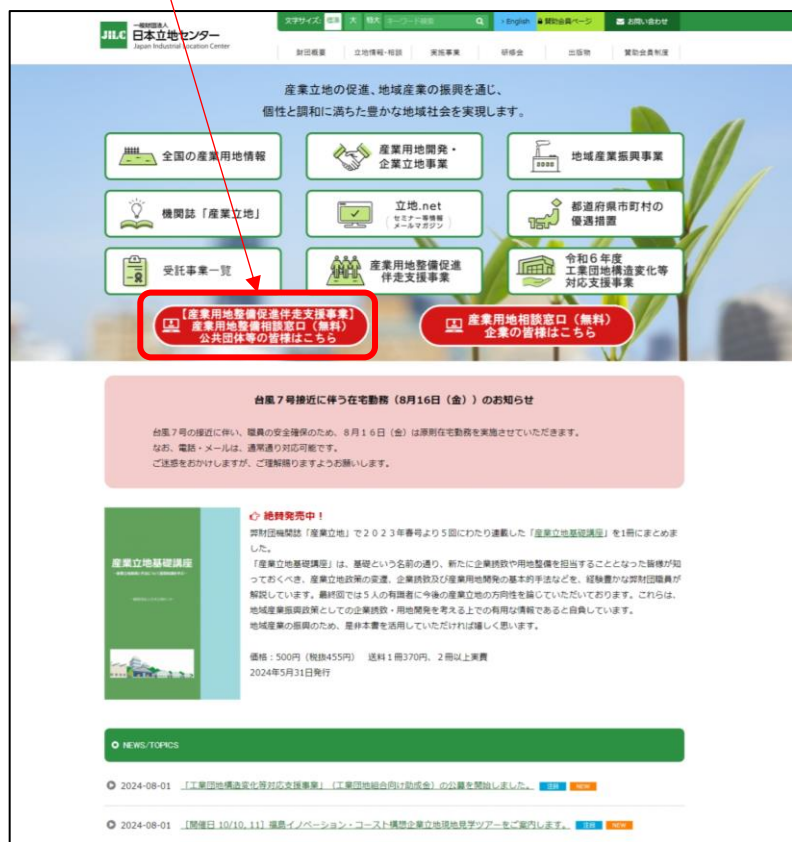 文字サイズ: 標準 大 特大 キーワード検索 > English 賛助会員ページ お問い合わせ
JILC 一般財団法人
日本立地センター
Japan Industrial Location Center
財団概要 立地情報・相談 実施事業 研修会 出版物 賛助会員制度
産業立地の促進、地域産業の振興を通じ、
個性と調和に満ちた豊かな地域社会を実現します。
全国の産業用地情報
産業用地開発・
企業立地事業
地域産業振興事業
機関誌「産業立地」
立地.net
(セミナー等情報
メールマガジン)
都道府県市町村の
優遇措置
受託事業一覧
産業用地整備促進
伴走支援事業
令和６年度
工業団地構造変化等
対応支援事業
【産業用地整備促進伴走支援事業】
産業用地整備相談窓口（無料）
公共団体等の皆様はこちら
産業用地相談窓口（無料）
企業の皆様はこちら
台風７号接近に伴う在宅勤務（8月16日（金））のお知らせ
台風７号の接近に伴い、職員の安全確保のため、８月１６日（金）は原則在宅勤務を実施させていただきます。
なお、電話・メールは、通常通り対応可能です。
ご迷惑をおかけしますが、ご理解賜りますようお願いします。
産業立地基礎講座
絶賛発売中！
弊財団機関誌「産業立地」で２０２３年春号より５回にわたり連載した「産業立地基礎講座」を1冊にまとめま
した。
「産業立地基礎講座」は、基礎という名前の通り、新たに企業誘致や用地整備を担当することとなった皆様が知
っておくべき、産業立地政策の変遷、企業誘致及び産業用地開発の基本的手法などを、経験豊かな弊財団職員が
解説しています。最終回では５人の有識者に今後の産業立地の方向性を論じていただいております。これらは、
地域産業振興政策としての企業誘致・用地開発を考える上での有用な情報であると自負しています。
地域産業の振興のため、是非本書を活用していただければ嬉しく思います。
価格：500円（税抜455円） 送料１冊370円、２冊以上実費
2024年5月31日発行
NEWS/TOPICS
2024-08-01 「工業団地構造変化等対応支援事業」（工業団地組合向け助成金）の公募を開始しました。 注目 NEW
2024-08-01 ［開催日 10/10, 11］福島イノベーション・コースト構想企業立地現地見学ツアーをご案内します。 注目 NEW